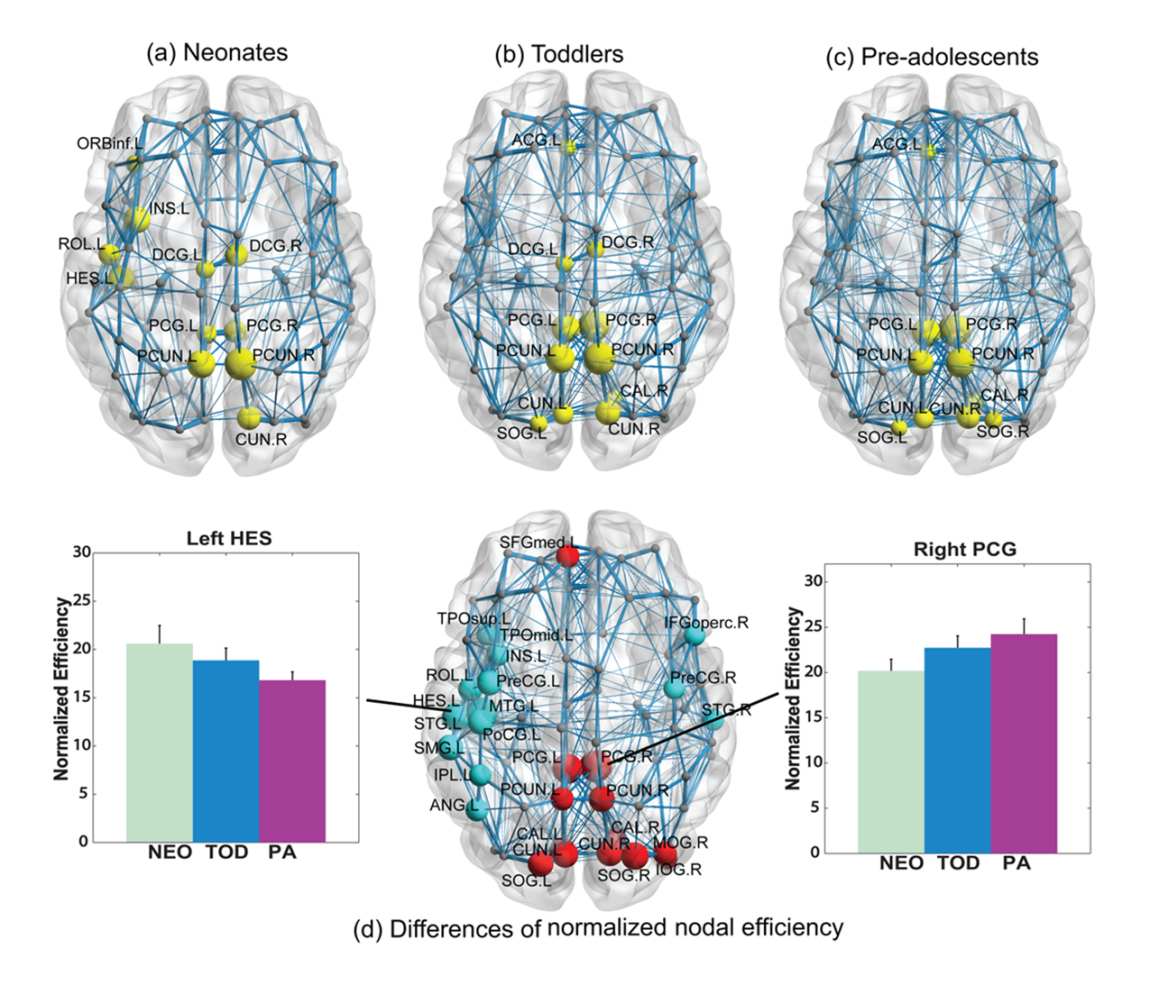 (a) Neonates
(b) Toddlers
(c) Pre-adolescents
ORBinf.L
INS.L
ROL.L
DCG.L
DCG.R
HES.L
PCG.L
PCG.R
PCUN.L
PCUN.R
CUN.R
ACG.L
DCG.L
DCG.R
PCG.L
PCG.R
PCUN.L
PCUN.R
CAL.R
CUN.L
CUN.R
SOG.L
ACG.L
PCG.L
PCG.R
PCUN.L
PCUN.R
CAL.R
CUN.L
CUN.R
SOG.L
SOG.R
Left HES
Normalized Efficiency
30
25
20
15
10
5
0
NEO TOD PA
SFGmed.L
TPOsup.L
IFGoperc.R
TPOmid.L
INS.L
ROL.L
PreCG.L
PreCG.R
HES.L
MTG.L
STG.R
STG.L
PoCG.L
SMG.L
PCG.L
PCG.R
IPL.L
PCUN.L
PCUN.R
ANG.L
CAL.L
CAL.R
CUN.L
CUN.R
MOG.R
SOG.L
SOG.R
IOG.R
Right PCG
Normalized Efficiency
30
25
20
15
10
5
0
NEO TOD PA
(d) Differences of normalized nodal efficiency